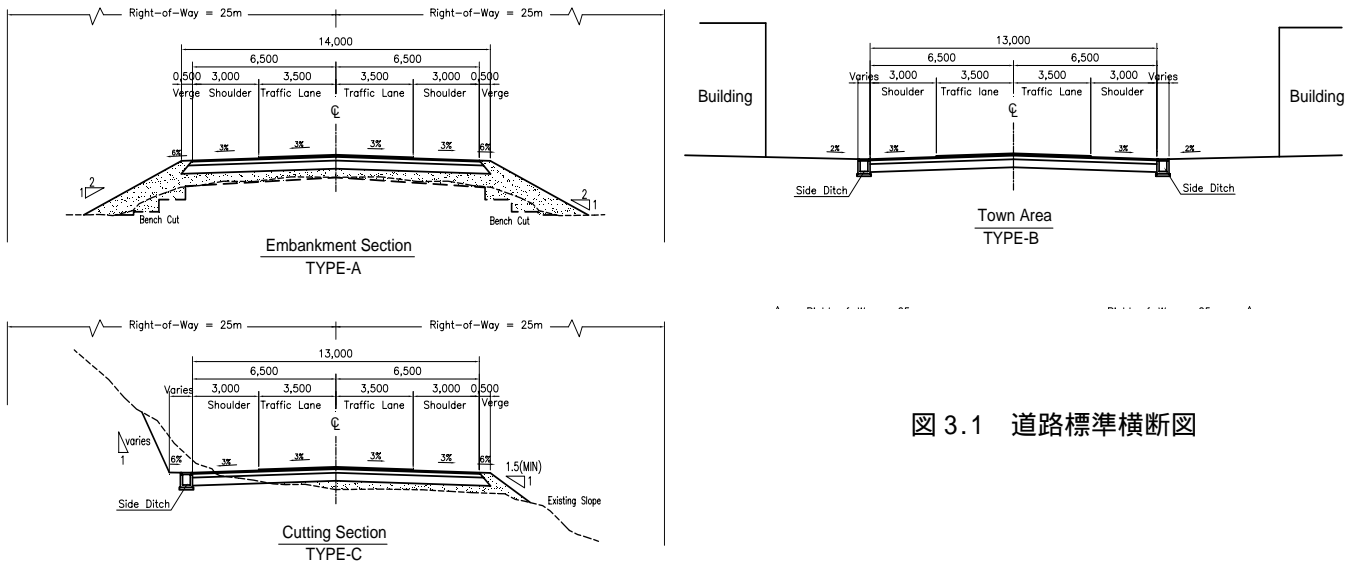 Right-of-Way = 25m Right-of-Way = 25m
14,000
6,500 6,500
0,500 3,000 3,500 3,500 3,000 0,500
Verge Shoulder Traffic Lane Traffic Lane Shoulder Verge
CL
6% 3% 3% 3% 3% 6%
2
1
2
1
Bench Cut Bench Cut
Embankment Section
TYPE-A
13,000
6,500 6,500
Varies 3,000 3,500 3,500 3,000 Varies
Shoulder Traffic lane Traffic Lane Shoulder
Building Building
CL
2% 3% 3% 3% 3% 2%
Side Ditch Side Ditch
Town Area
TYPE-B
Right-of-Way = 25m Right-of-Way = 25m
13,000
6,500 6,500
Varies 3,000 3,500 3,500 3,000 0,500
Shoulder Traffic Lane Traffic Lane Shoulder Verge
CL
varies
1
6% 3% 3% 3% 3% 6%
1.5(MIN)
1
Side Ditch Existing Slope
Cutting Section
TYPE-C
図 3.1 道路標準横断図